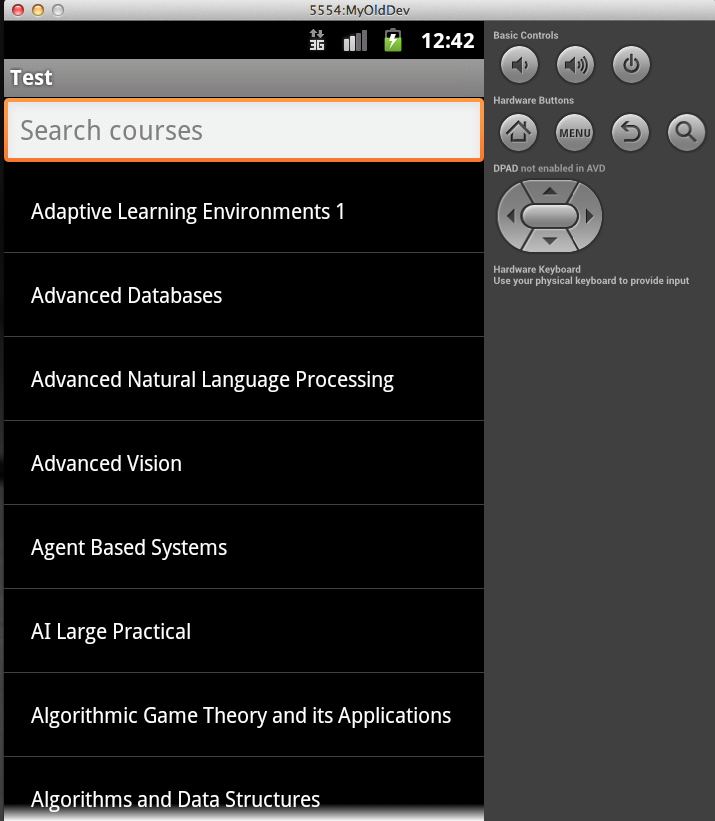 5554:MyOldDev
3G
12:42
Test
Search courses
Adaptive Learning Environments 1
Advanced Databases
Advanced Natural Language Processing
Advanced Vision
Agent Based Systems
AI Large Practical
Algorithmic Game Theory and its Applications
Algorithms and Data Structures
Basic Controls
Hardware Buttons
MENU
DPAD not enabled in AVD
Hardware Keyboard
Use your physical keyboard to provide input